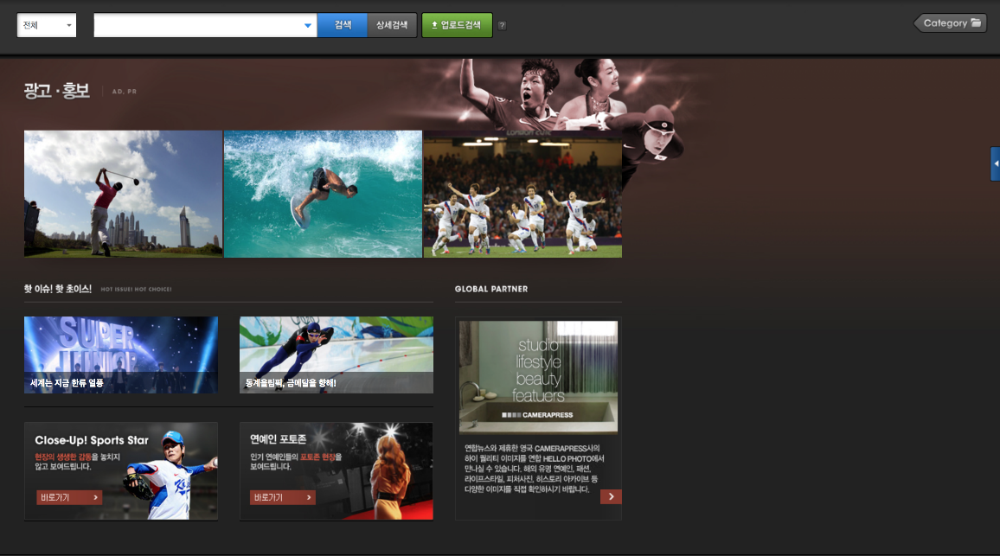 전체
검색
상세검색
업로드검색
?
Category
광고·홍보
AD, PR
LONDON 2012
핫 이슈! 핫 초이스!
HOT ISSUE! HOT CHOICE!
GLOBAL PARTNER
SUPER
JUNIOR
세계는 지금 한류 열풍
동계올림픽, 금메달을 향해!
studio
lifestyle
beauty
featuers
CAMERAPRESS
Close-Up! Sports Star
현장의 생생한 감동을 놓치지
않고 보여드립니다.
바로가기
연예인 포토존
인기 연예인들의 포토존 현장을
보여드립니다.
바로가기
연합뉴스와 제휴한 영국 CAMERAPRESS사의
하이 퀄리티 이미지를 연합 HELLO PHOTO에서
만나실 수 있습니다. 해외 유명 연예인, 패션,
라이프스타일, 피처사진, 히스토리 아카이브 등
다양한 이미지를 직접 확인하시기 바랍니다.